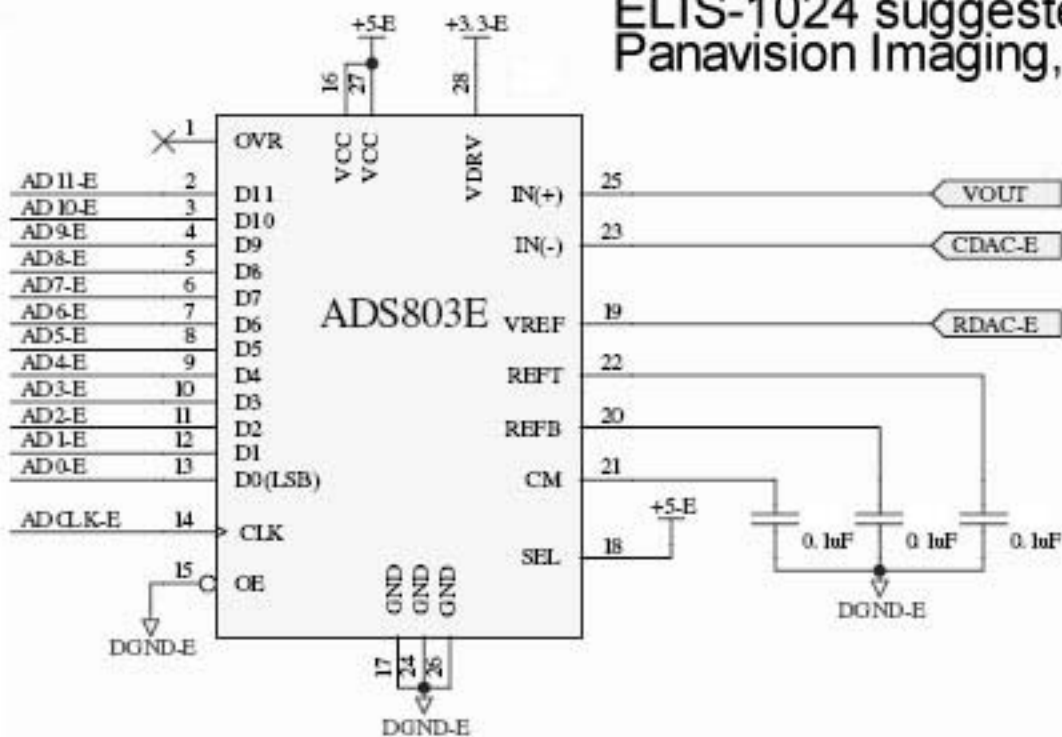 ELIS-1024
Panavision Imaging,
+5-E
+3.3-E
16
27
28
VCC
VCC
VDRV
1
OVR
AD11-E 2 D11
AD10-E 3 D10
AD9-E 4 D9
AD8-E 5 D8
AD7-E 6 D7
AD6-E 7 D6
AD5-E 8 D5
AD4-E 9 D4
AD3-E 10 D3
AD2-E 11 D2
AD1-E 12 D1
AD0-E 13 D0(LSB)
ADCLK-E 14 CLK
15 OE
DGND-E
ADS803E
IN(+) 25 VOUT
IN(-) 23 CDAC-E
VREF 19 RDAC-E
REFT 22
REFB 20
CM 21
SEL 18
+5-E
0.1uF 0.1uF 0.1uF
DGND-E
GND GND GND
17 24 26
DGND-E